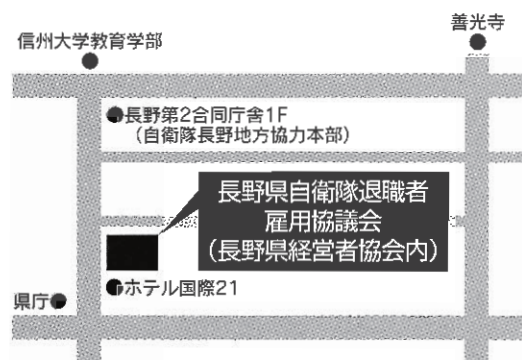 善光寺
信州大学教育学部
長野第2合同庁舎1F
（自衛隊長野地方協力本部）
長野県自衛隊退職者
雇用協議会
（長野県経営者協会内）
ホテル国際21
県庁